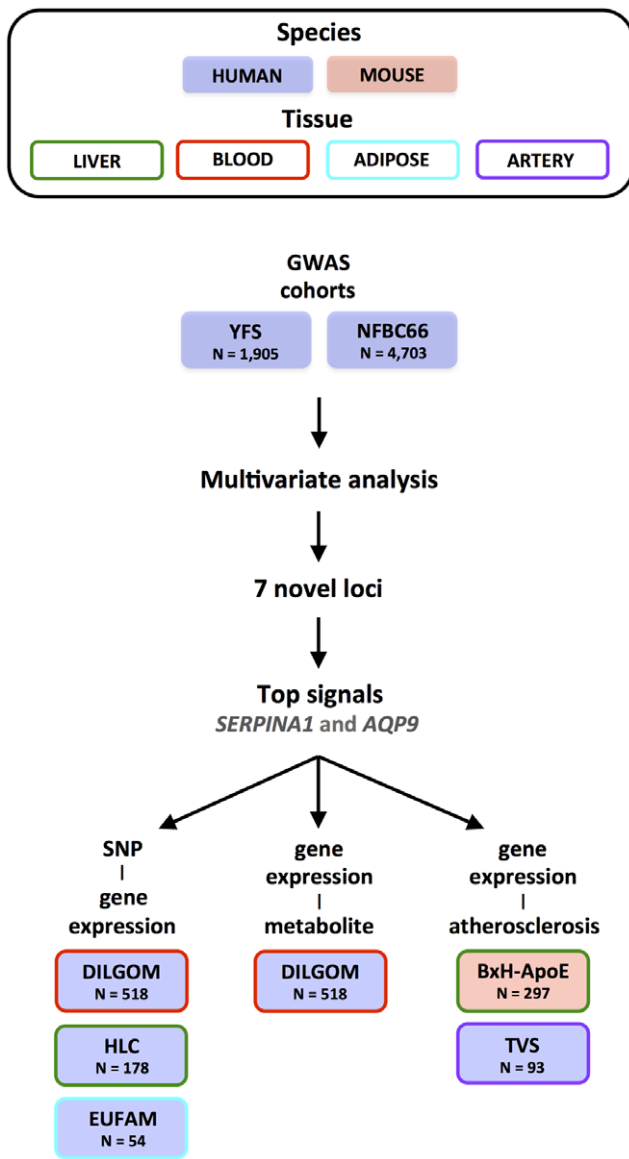 Species
HUMAN MOUSE
Tissue
LIVER BLOOD ADIPOSE ARTERY
GWAS
cohorts
YFS
N = 1,905
NFBC66
N = 4,703
Multivariate analysis
7 novel loci
Top signals
SERPINA1 and AQP9
SNP
–
gene
expression
DILGOM
N = 518
HLC
N = 178
EUFAM
N = 54
gene
expression
–
metabolite
DILGOM
N = 518
gene
expression
–
atherosclerosis
BxH-ApoE
N = 297
TVS
N = 93